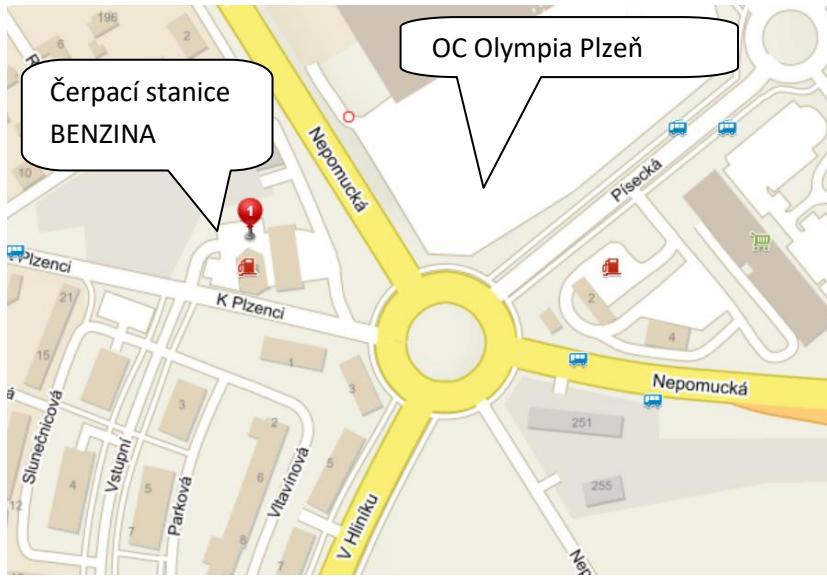 196
6
2
R
OC Olympia Plzeň
Čerpací stanice
BENZINA
10
Nepomucká
Písecká
1
K Plzenci
K Plzenci
2
4
21
15
1
3
Nepomucká
3
2
251
Slunečnicová
Vstupní
Parková
Vltavínová
V Hliníku
4
5
6
5
255
12
7
8
7
Nep